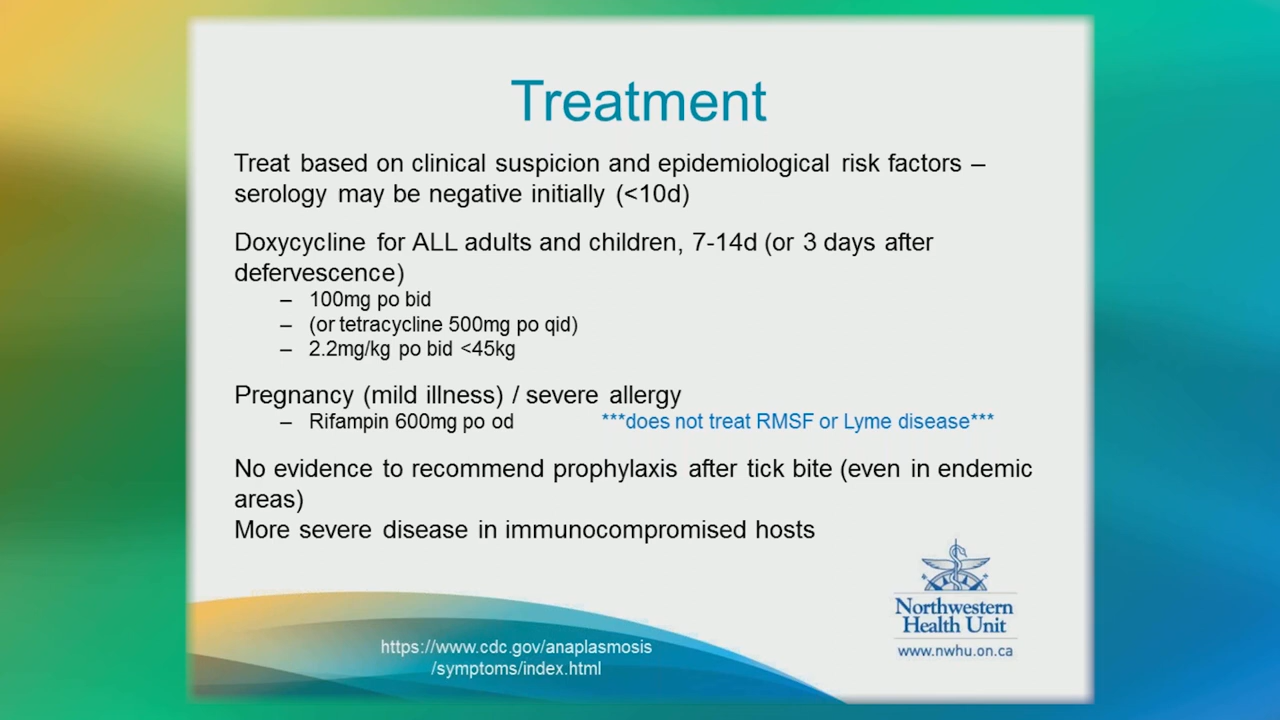 Treatment
Treat based on clinical suspicion and epidemiological risk factors –
serology may be negative initially (<10d)
Doxycycline for ALL adults and children, 7-14d (or 3 days after
defervescence)
– 100mg po bid
– (or tetracycline 500mg po qid)
– 2.2mg/kg po bid <45kg
Pregnancy (mild illness) / severe allergy
– Rifampin 600mg po od ***does not treat RMSF or Lyme disease***
No evidence to recommend prophylaxis after tick bite (even in endemic
areas)
More severe disease in immunocompromised hosts
Northwestern
Health Unit
www.nwhu.on.ca
https://www.cdc.gov/anaplasmosis
/symptoms/index.html